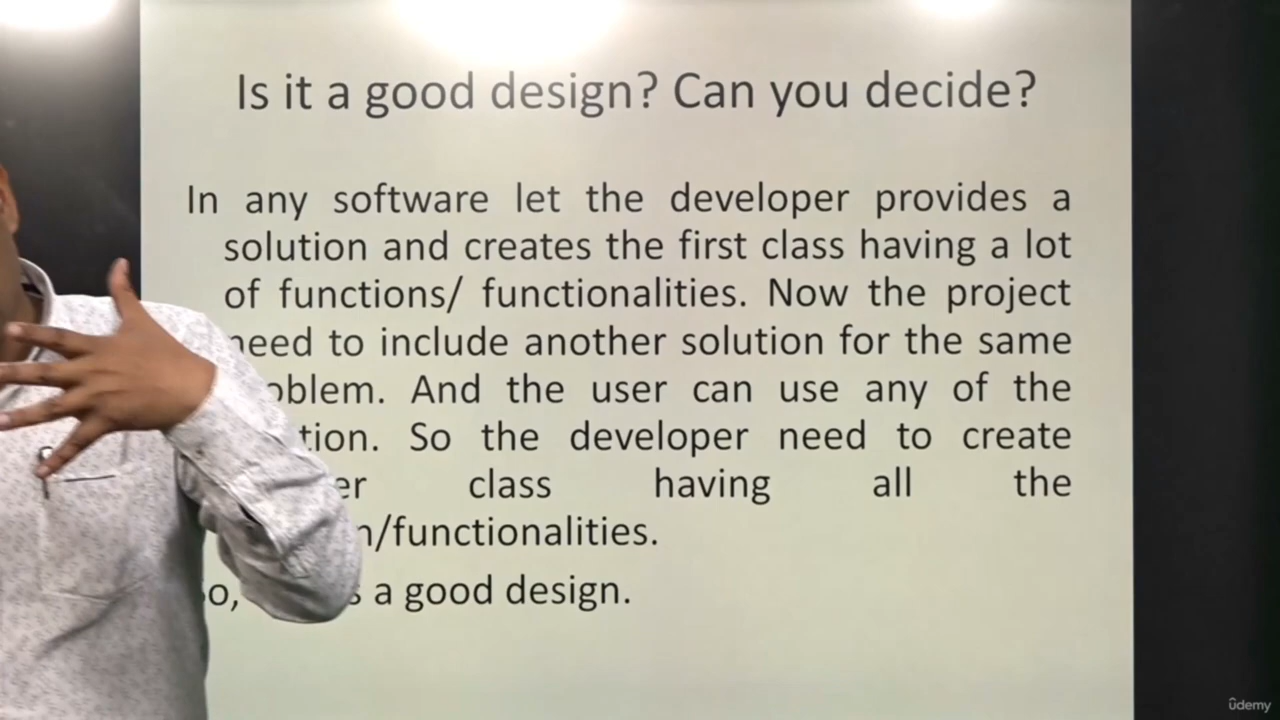 Is it a good design? Can you decide?
In any software let the developer provides a
solution and creates the first class having a lot
of functions/ functionalities. Now the project
need to include another solution for the same
And the user can use any of the
So the developer need to create
class having all the
/functionalities.
a good design.
ûdemy